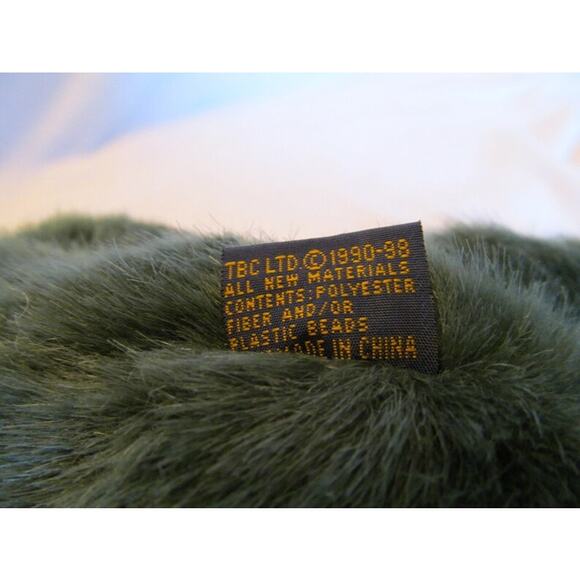 TBC LTD © 1990-98
ALL NEW MATERIALS
CONTENTS: POLYESTER
FIBER AND/OR
PLASTIC BEADS
MADE IN CHINA